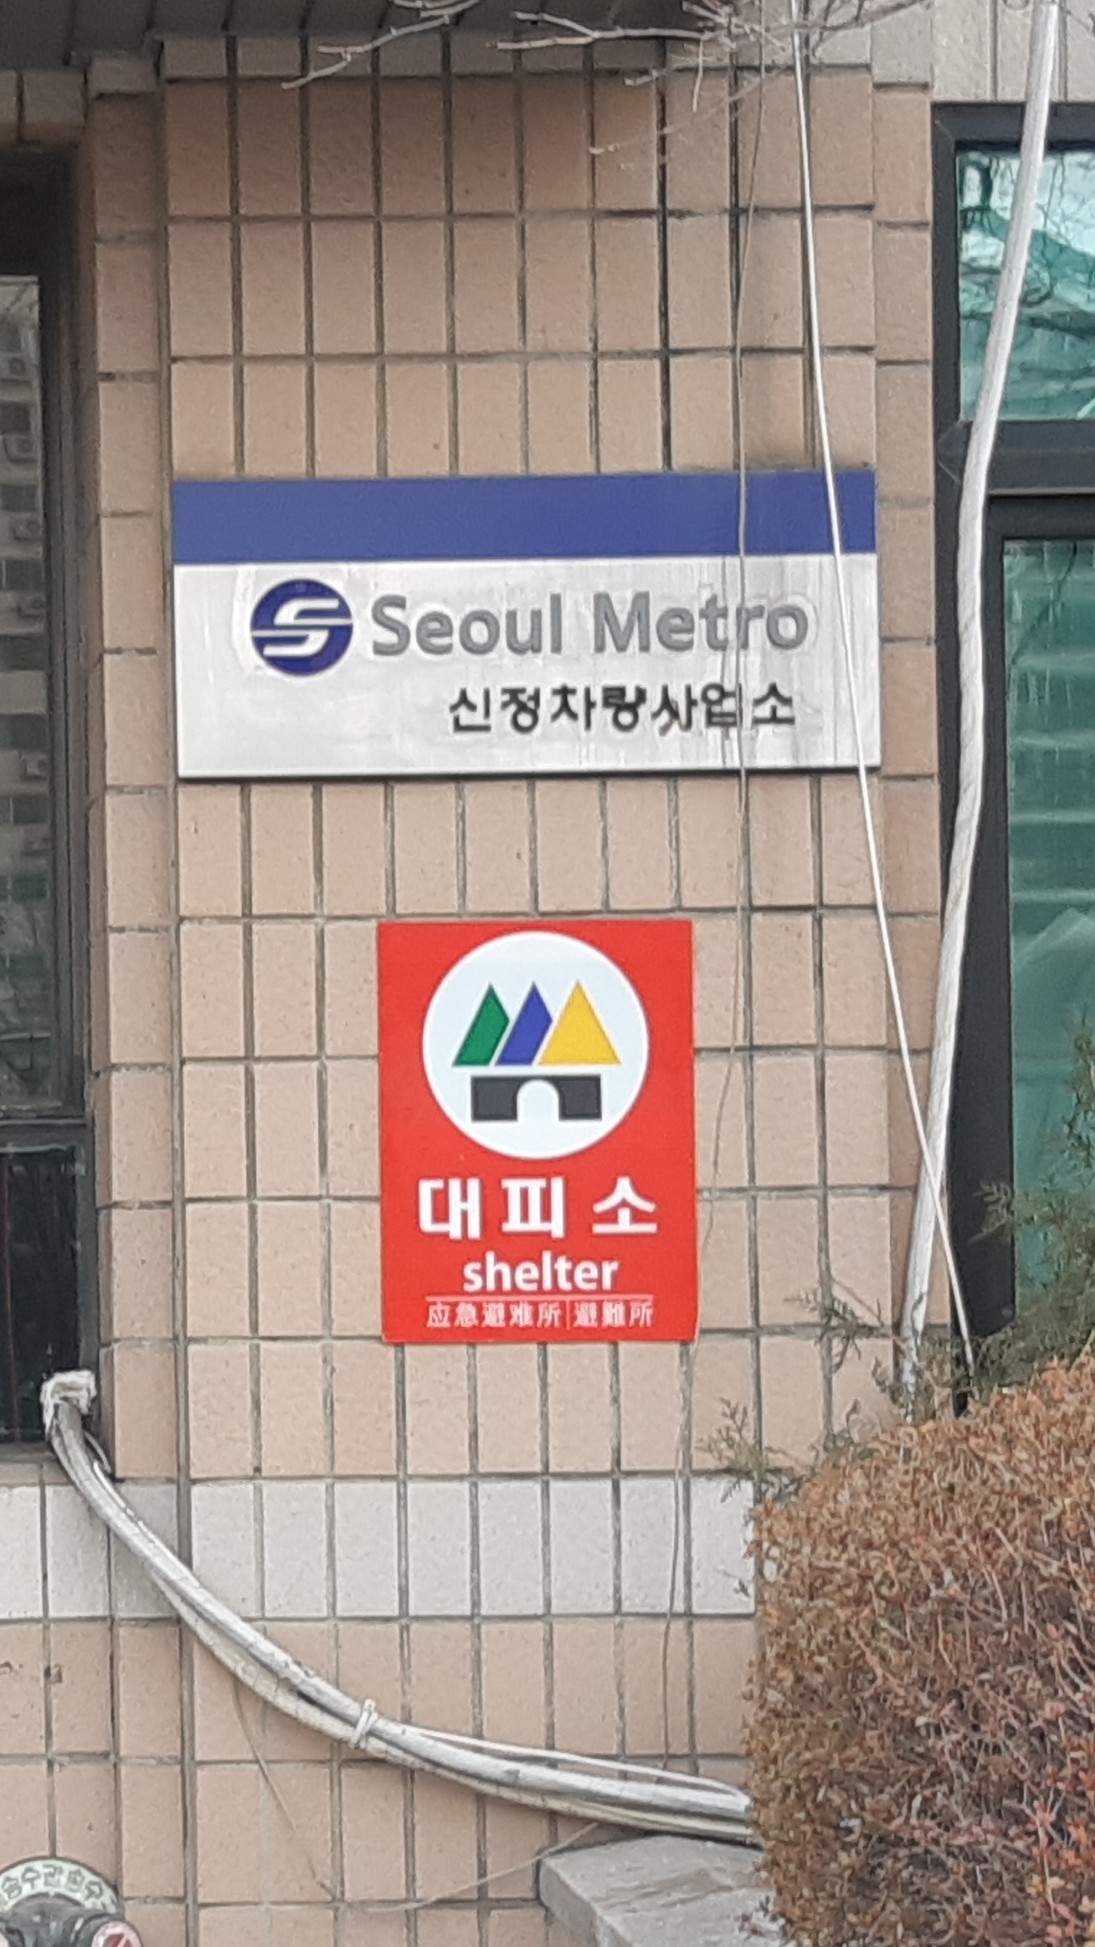 Seoul Metro
신정차량사업소
대피소
shelter
应急避难所 避難所